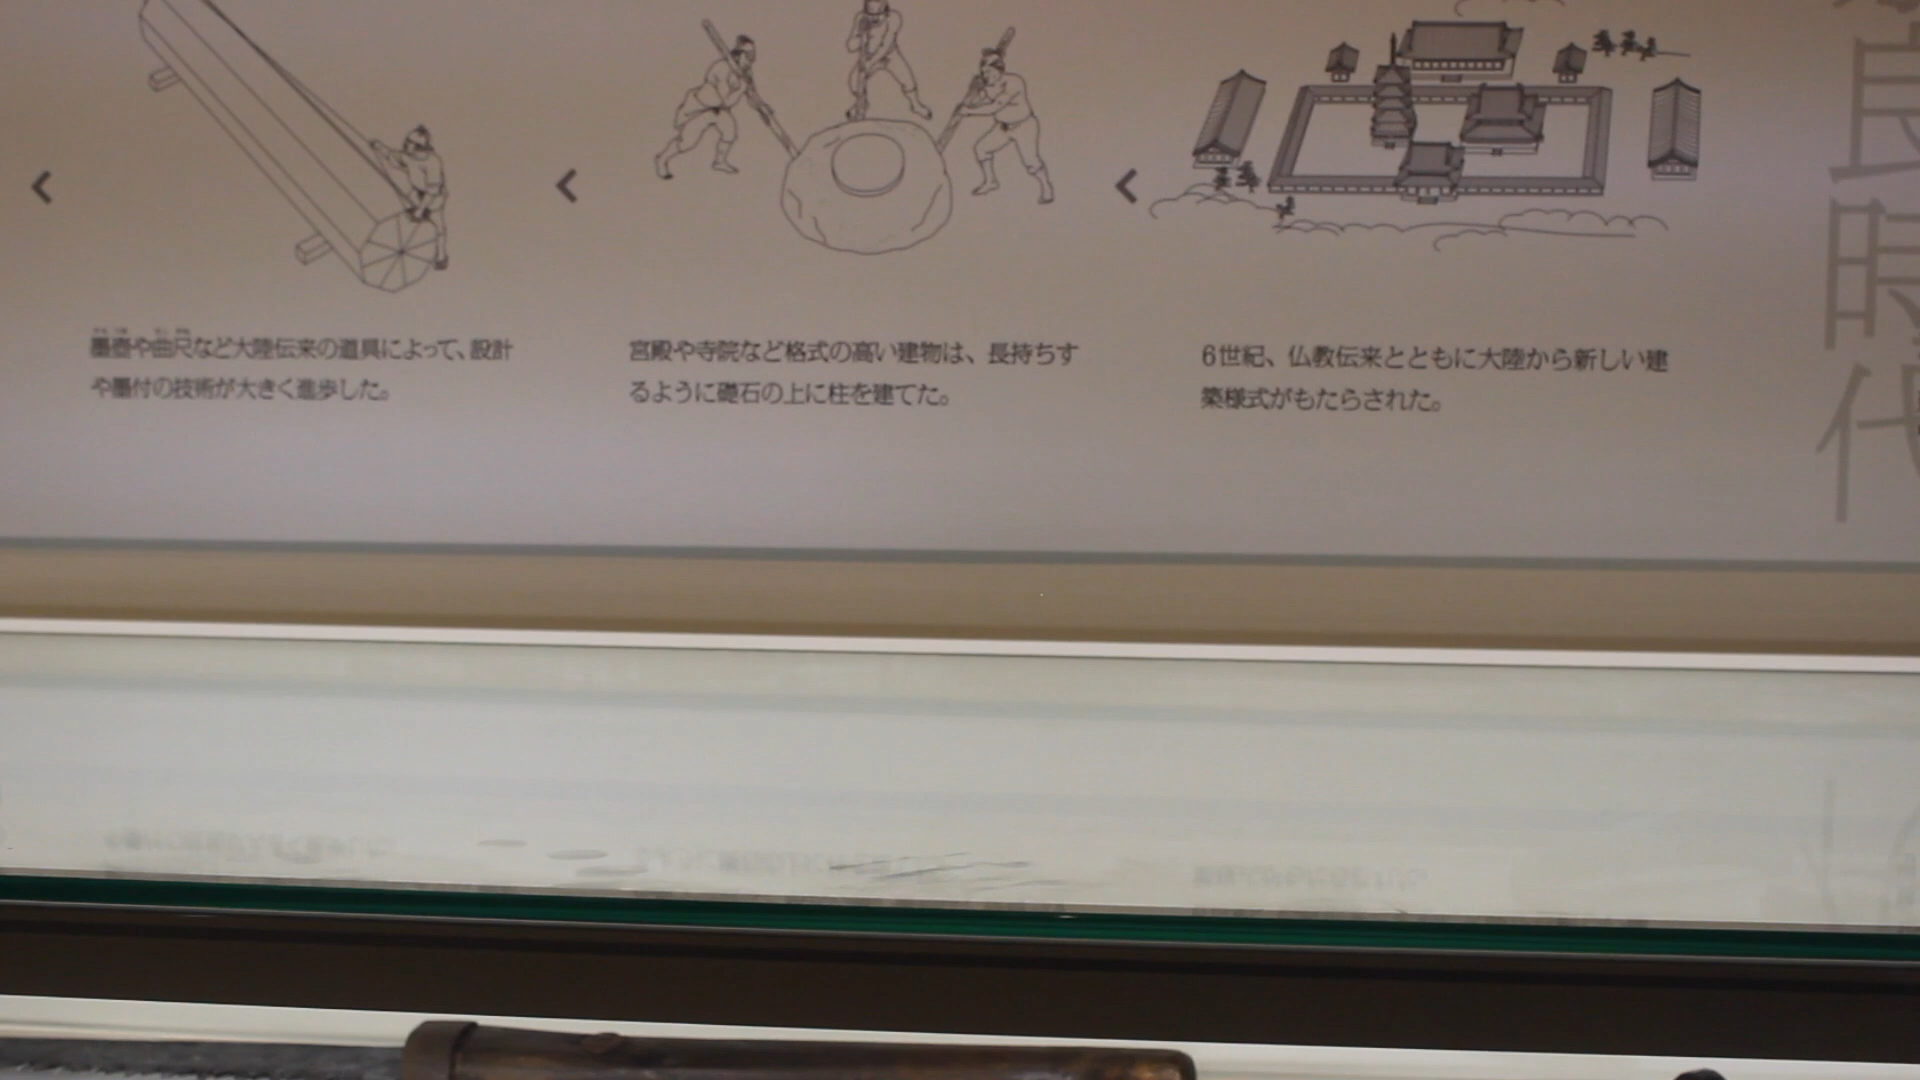 6世紀、仏教伝来とともに大陸から新しい建
築様式がもたらされた。
宮殿や寺院など格式の高い建物は、長持ちす
るように礎石の上に柱を建てた。
墨壺や曲尺など大陸伝来の道具によって、設計
や墨付の技術が大きく進歩した。